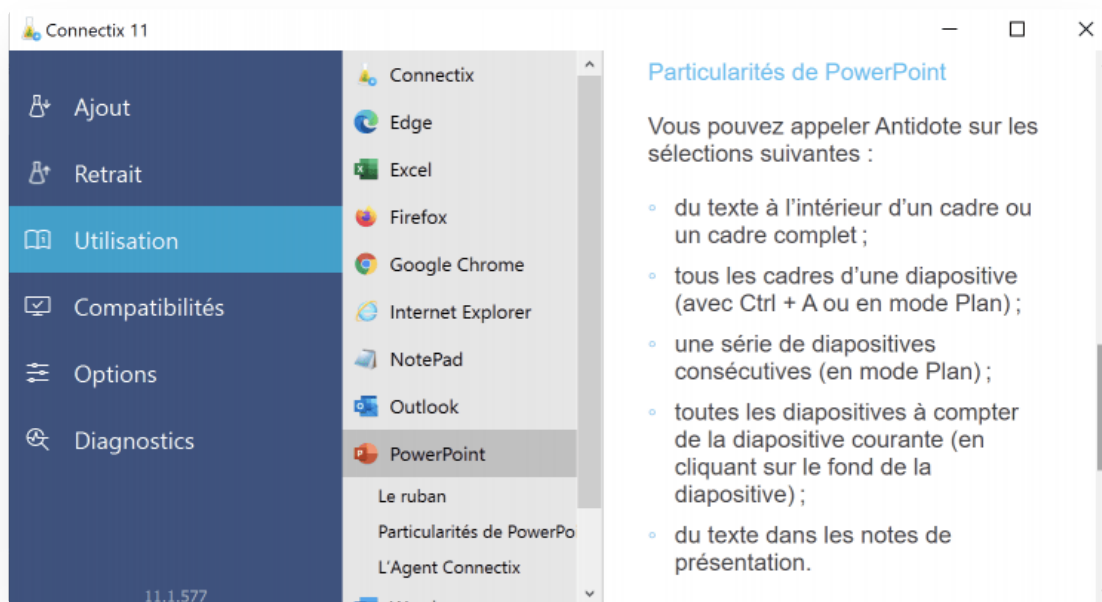 Connectix 11
Ajout
Retrait
Utilisation
Compatibilités
Options
Diagnostics
11.1.577
Connectix
Edge
Excel
Firefox
Google Chrome
Internet Explorer
NotePad
Outlook
PowerPoint
Le ruban
Particularités de PowerPo
L'Agent Connectix
Particularités de PowerPoint
Vous pouvez appeler Antidote sur les
sélections suivantes :
◦ du texte à l'intérieur d'un cadre ou
un cadre complet ;
◦ tous les cadres d'une diapositive
(avec Ctrl + A ou en mode Plan) ;
◦ une série de diapositives
consécutives (en mode Plan) ;
◦ toutes les diapositives à compter
de la diapositive courante (en
cliquant sur le fond de la
diapositive) ;
◦ du texte dans les notes de
présentation.